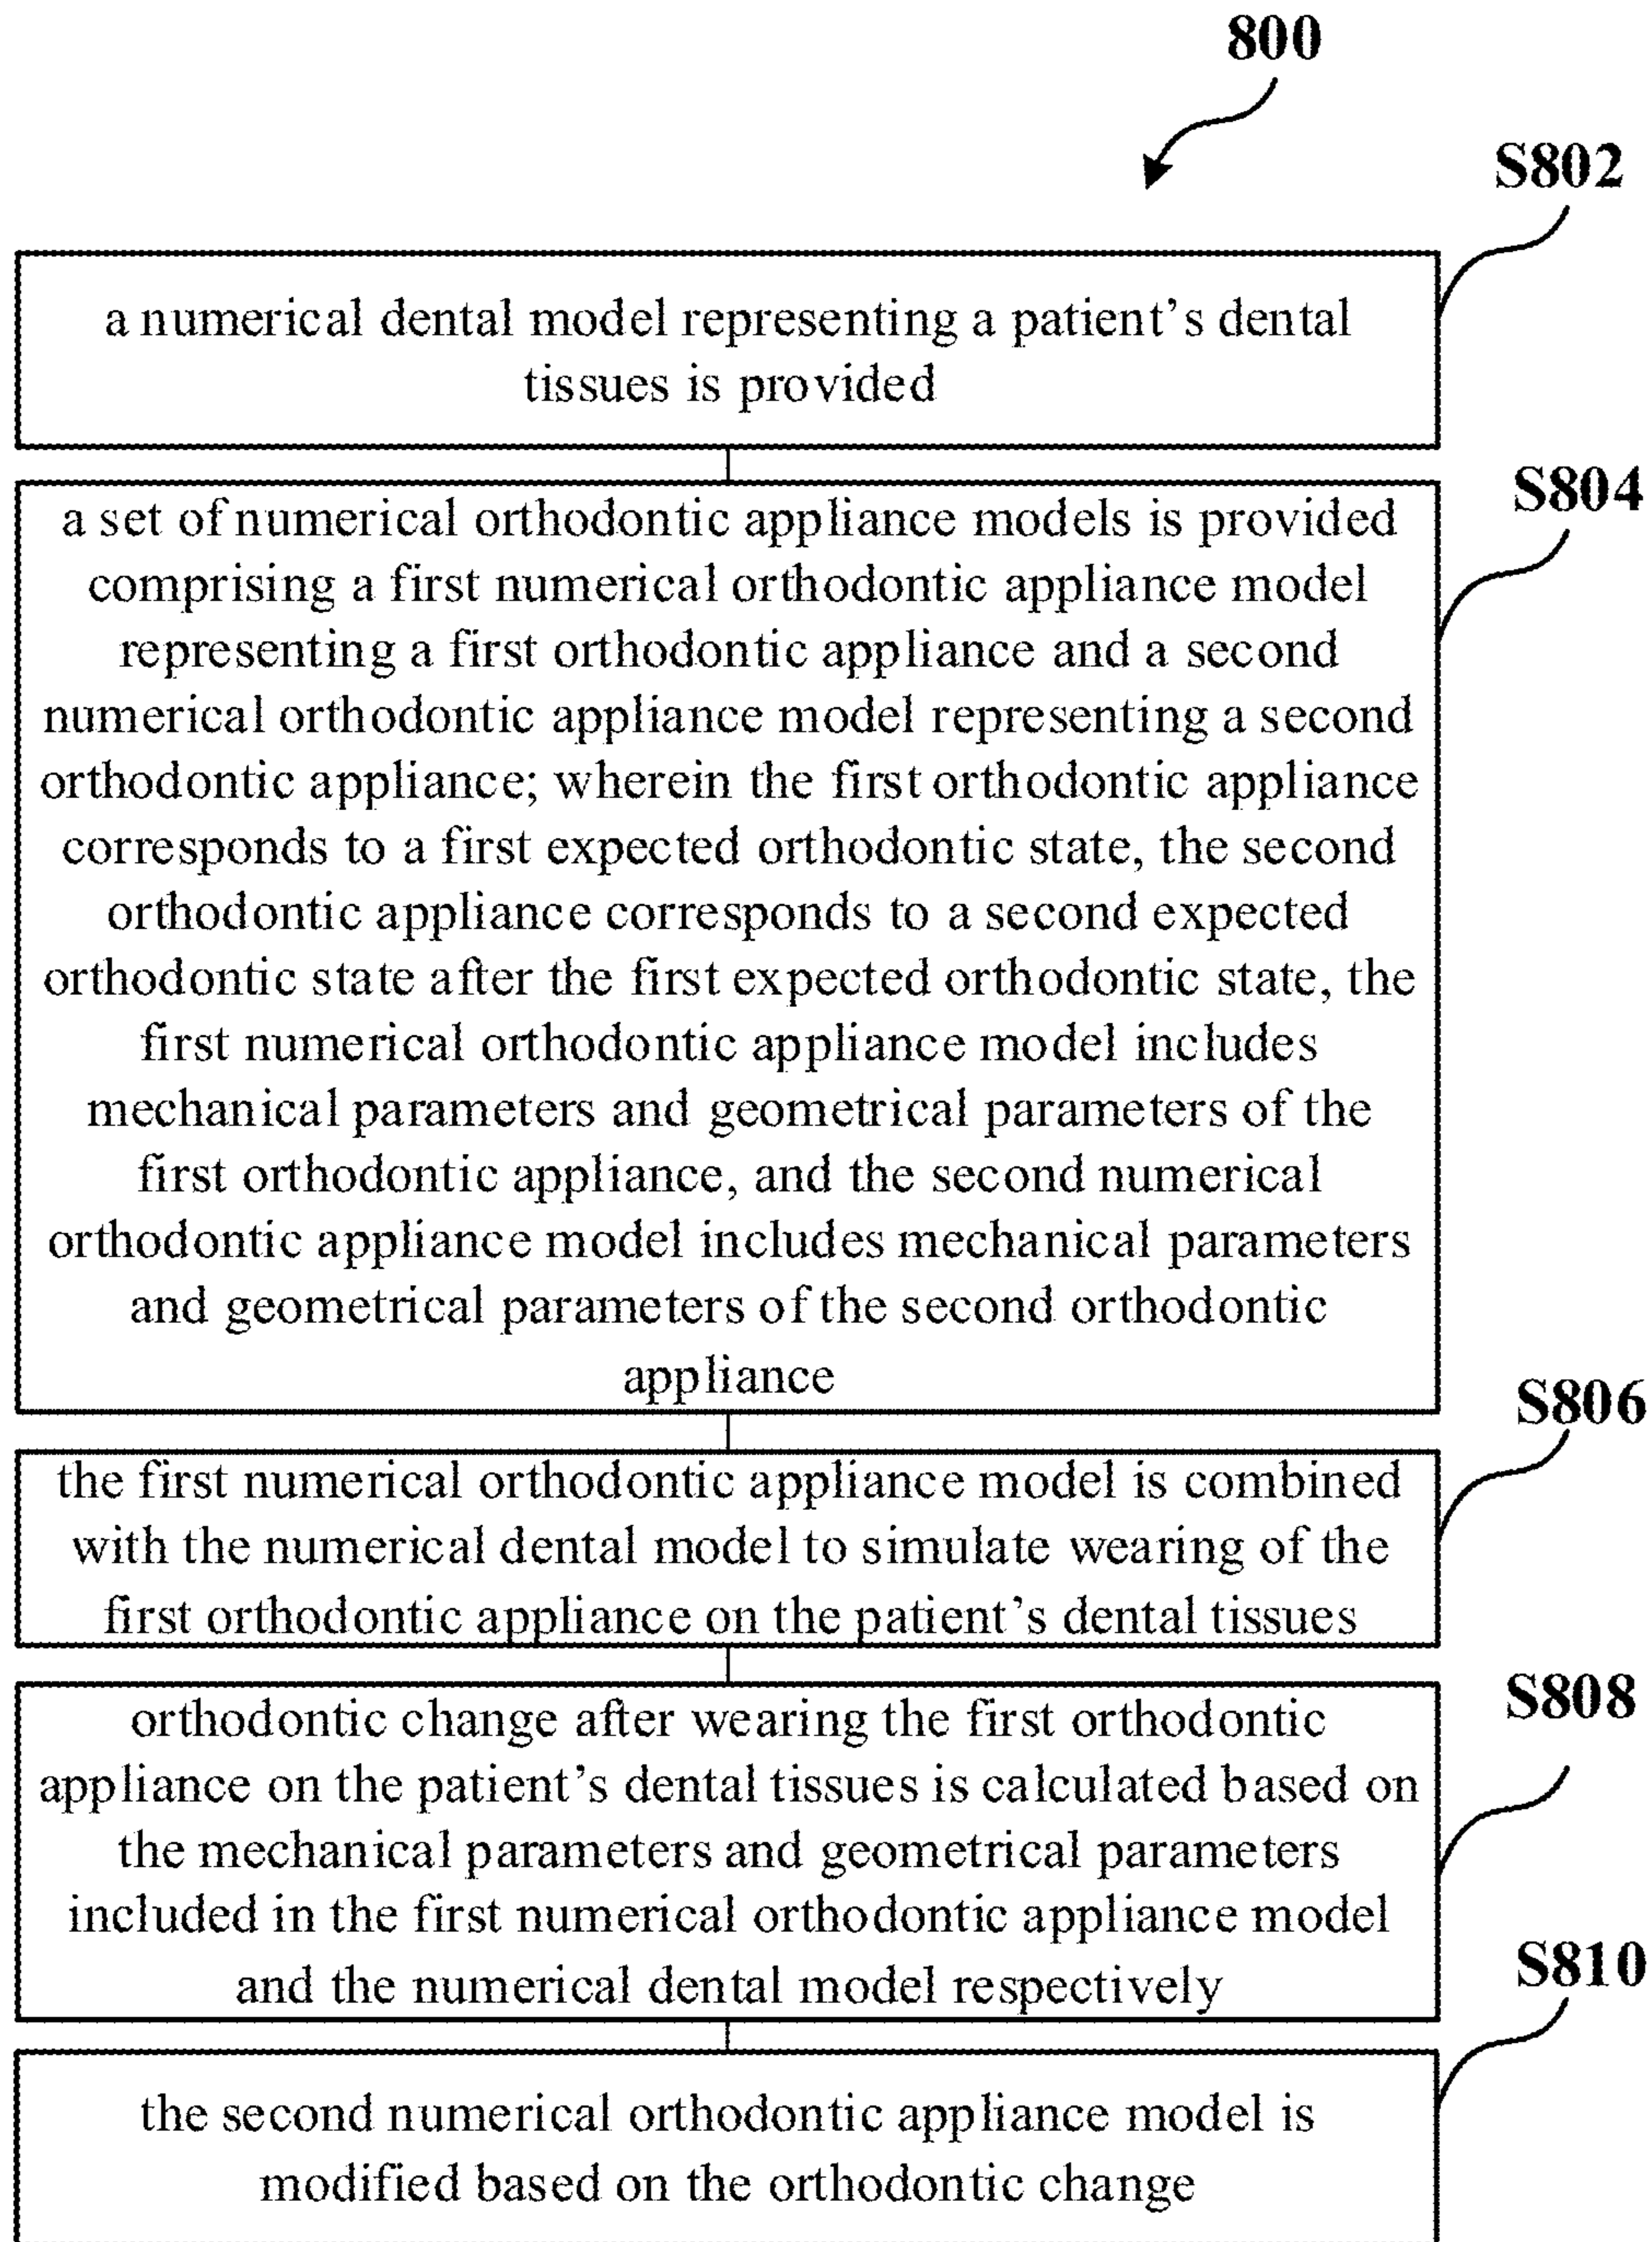 800
S802
a numerical dental model representing a patient’s dental
tissues is provided
S804
a set of numerical orthodontic appliance models is provided
comprising a first numerical orthodontic appliance model
representing a first orthodontic appliance and a second
numerical orthodontic appliance model representing a second
orthodontic appliance; wherein the first orthodontic appliance
corresponds to a first expected orthodontic state, the second
orthodontic appliance corresponds to a second expected
orthodontic state after the first expected orthodontic state, the
first numerical orthodontic appliance model includes
mechanical parameters and geometrical parameters of the
first orthodontic appliance, and the second numerical
orthodontic appliance model includes mechanical parameters
and geometrical parameters of the second orthodontic
appliance
S806
the first numerical orthodontic appliance model is combined
with the numerical dental model to simulate wearing of the
first orthodontic appliance on the patient’s dental tissues
S808
orthodontic change after wearing the first orthodontic
appliance on the patient’s dental tissues is calculated based on
the mechanical parameters and geometrical parameters
included in the first numerical orthodontic appliance model
and the numerical dental model respectively
S810
the second numerical orthodontic appliance model is
modified based on the orthodontic change